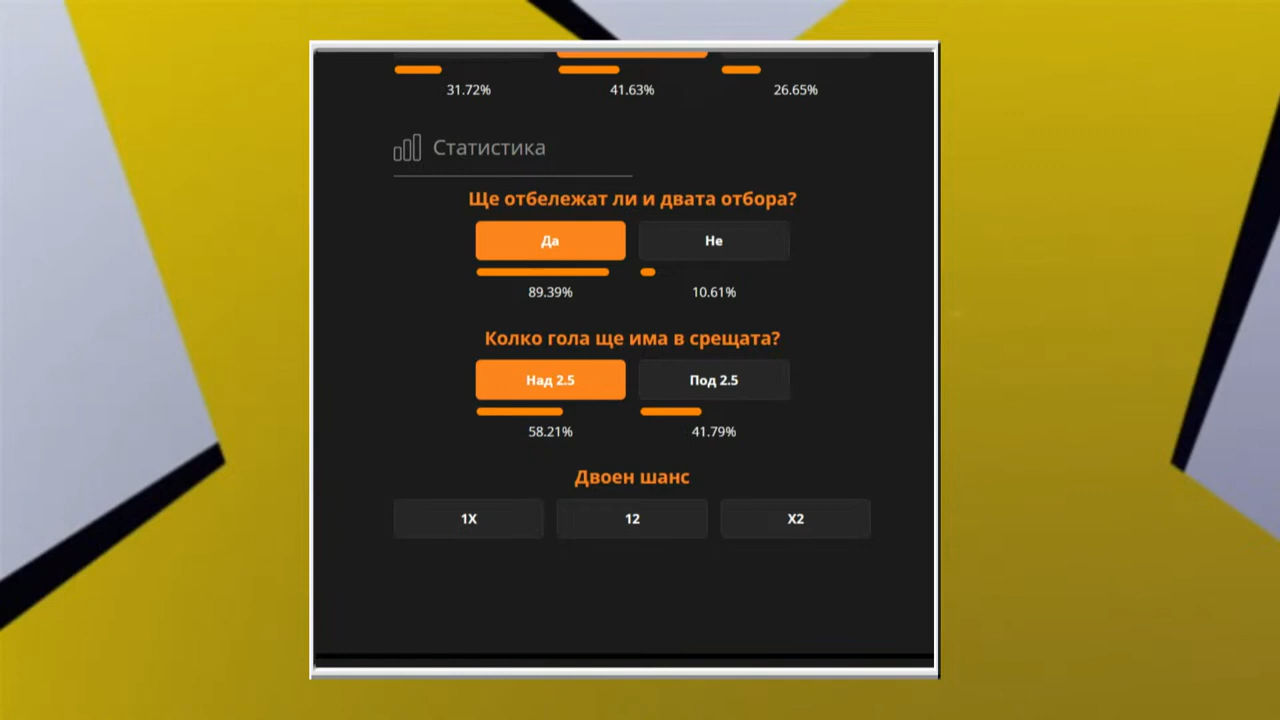 31.72% 41.63% 26.65%
Статистика
Ще отбележат ли и двата отбора?
Да Не
89.39% 10.61%
Колко гола ще има в срещата?
Над 2.5 Под 2.5
58.21% 41.79%
Двоен шанс
1X 12 X2